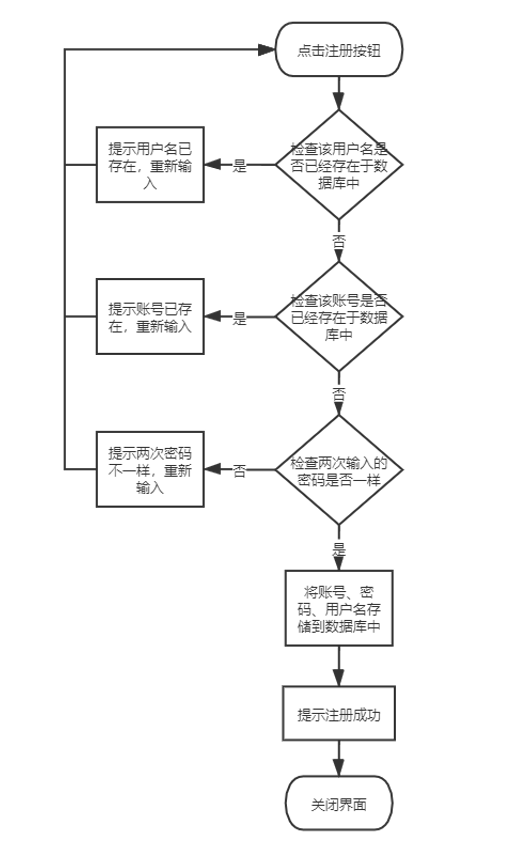 点击注册按钮
检查该用户名是
否已经存在于数
据库中
是
提示用户名已
存在，重新输
入
否
检查该账号是否
已经存在于数据
库中
是
提示账号已存
在，重新输入
否
检查两次输入的
密码是否一样
否
提示两次密码
不一样，重新
输入
是
将账号、密
码、用户名存
储到数据库中
提示注册成功
关闭界面